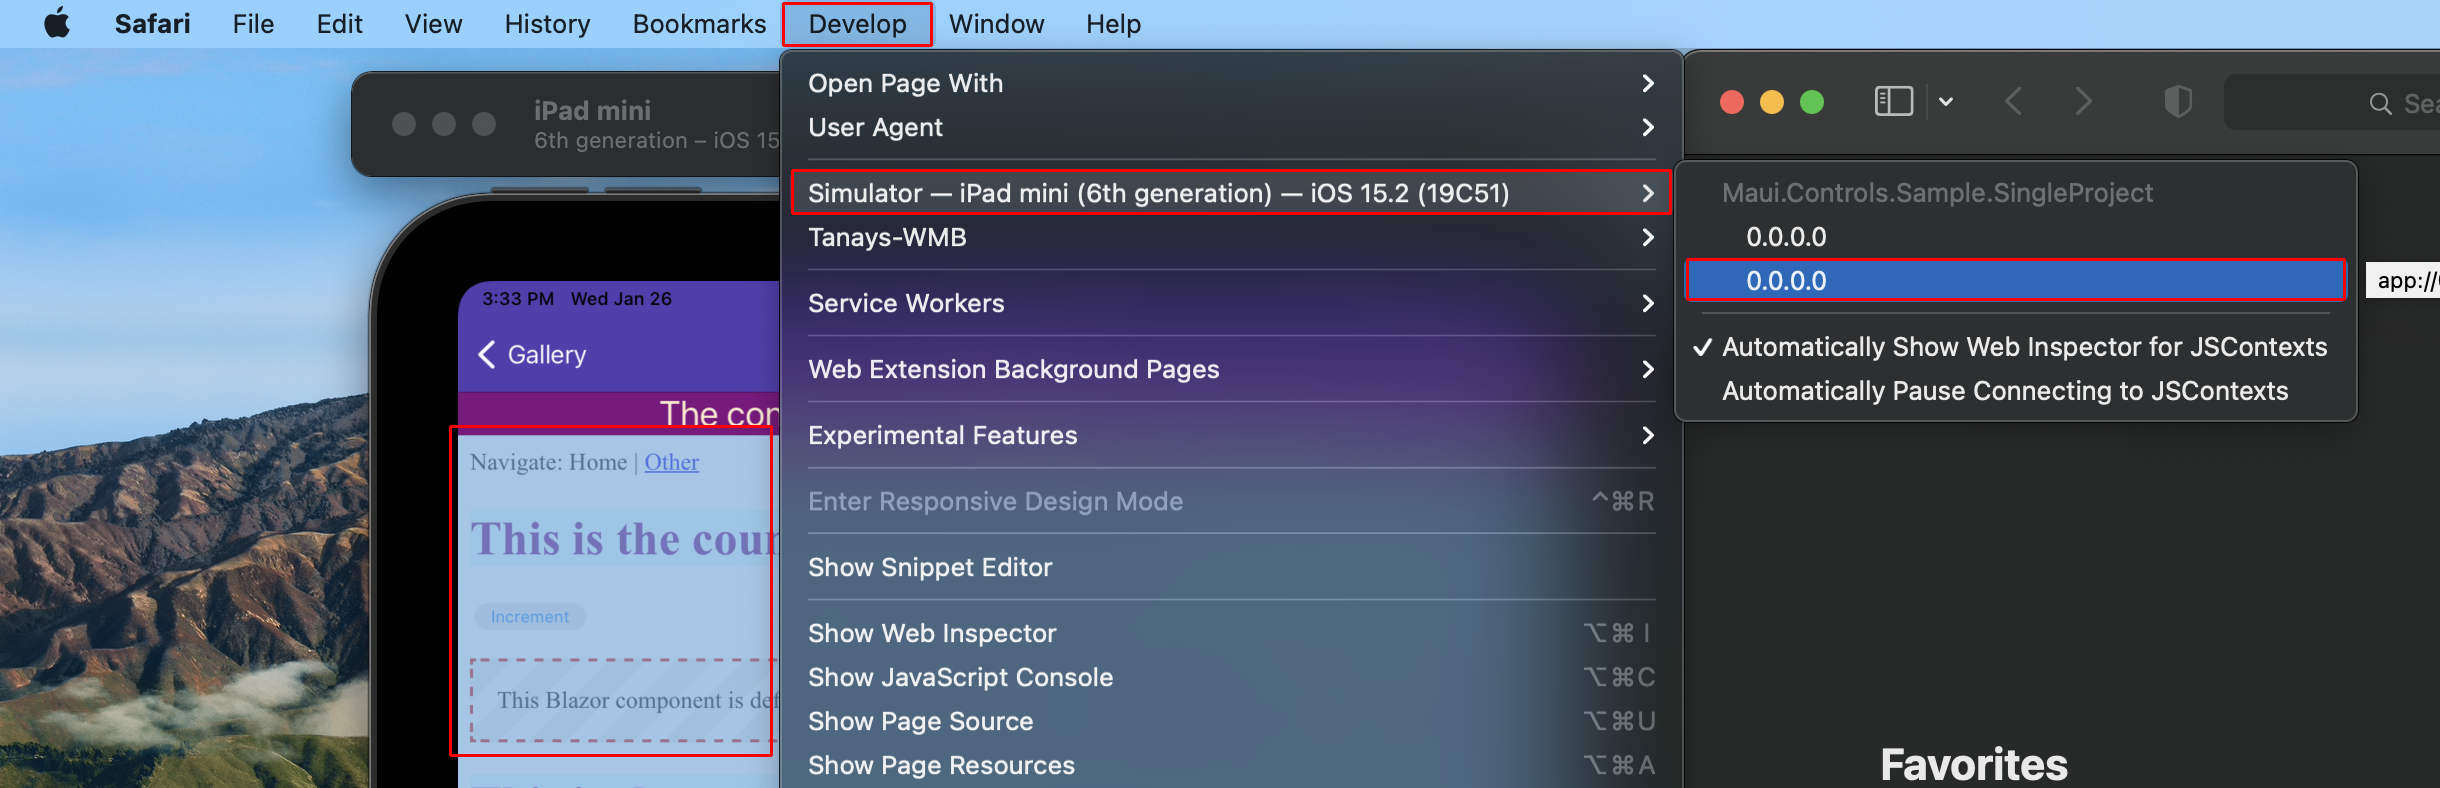 Safari File Edit View History Bookmarks Develop Window Help
iPad mini
6th generation – iOS 15
3:33 PM Wed Jan 26
Gallery
The con
Navigate: Home | Other
This is the cour
Increment
This Blazor component is def
Open Page With
User Agent
Simulator — iPad mini (6th generation) — iOS 15.2 (19C51)
Tanays-WMB
Service Workers
Web Extension Background Pages
Experimental Features
Enter Responsive Design Mode ^⌘R
Show Snippet Editor
Show Web Inspector ⌥⌘I
Show JavaScript Console ⌥⌘C
Show Page Source ⌥⌘U
Show Page Resources ⌥⌘A
Maui.Controls.Sample.SingleProject
0.0.0.0
0.0.0.0
Automatically Show Web Inspector for JSContexts
Automatically Pause Connecting to JSContexts
app://
Favorites